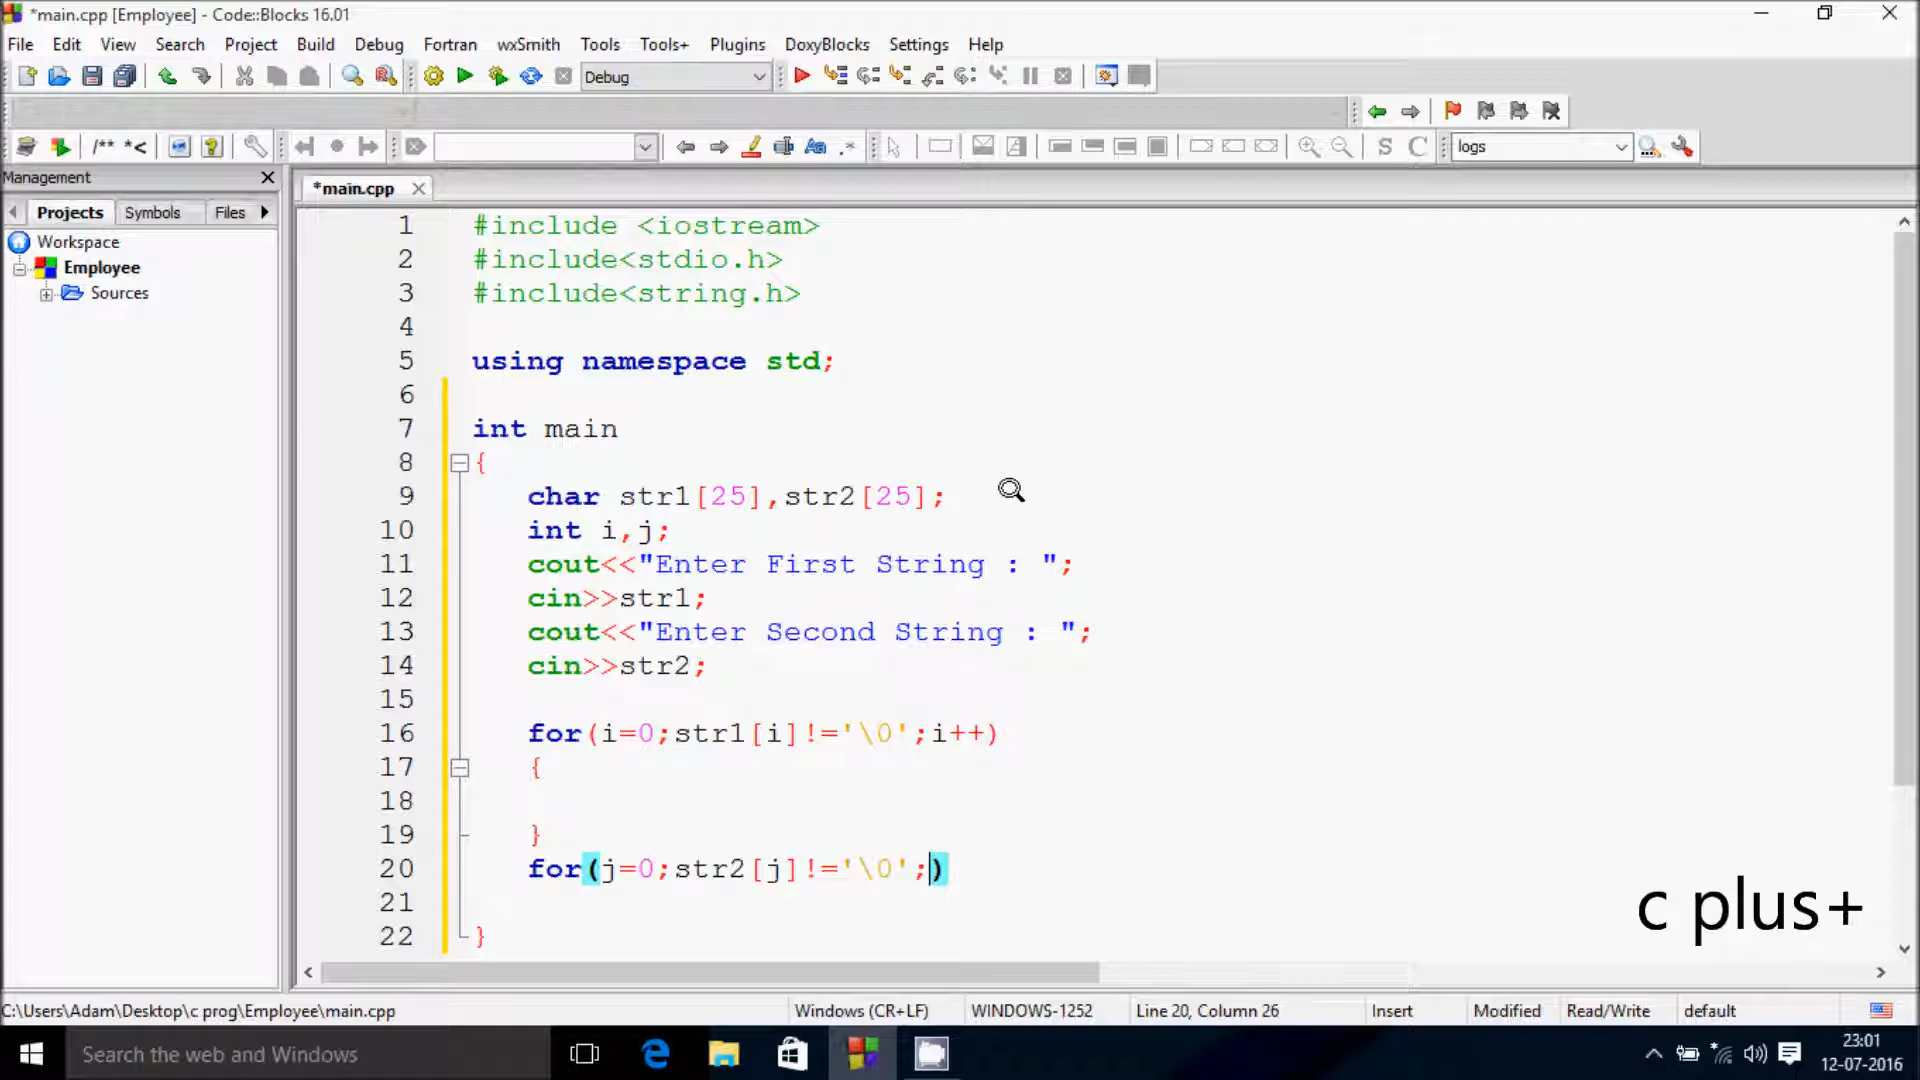 *main.cpp [Employee] - Code::Blocks 16.01
File Edit View Search Project Build Debug Fortran wxSmith Tools Tools+ Plugins DoxyBlocks Settings Help
Debug
/** *<
.*
S C logs
Management
*main.cpp
Projects Symbols Files
Workspace
Employee
Sources
1 #include <iostream>
2 #include<stdio.h>
3 #include<string.h>
4
5 using namespace std;
6
7 int main
8 {
9 char str1[25],str2[25];
10 int i,j;
11 cout<<"Enter First String : ";
12 cin>>str1;
13 cout<<"Enter Second String : ";
14 cin>>str2;
15
16 for(i=0;str1[i]!='\0';i++)
17 {
18
19 }
20 for(j=0;str2[j]!='\0';)
21
22 }
c plus+
C:\Users\Adam\Desktop\c prog\Employee\main.cpp Windows (CR+LF) WINDOWS-1252 Line 20, Column 26 Insert Modified Read/Write default
Search the web and Windows
23:01
12-07-2016